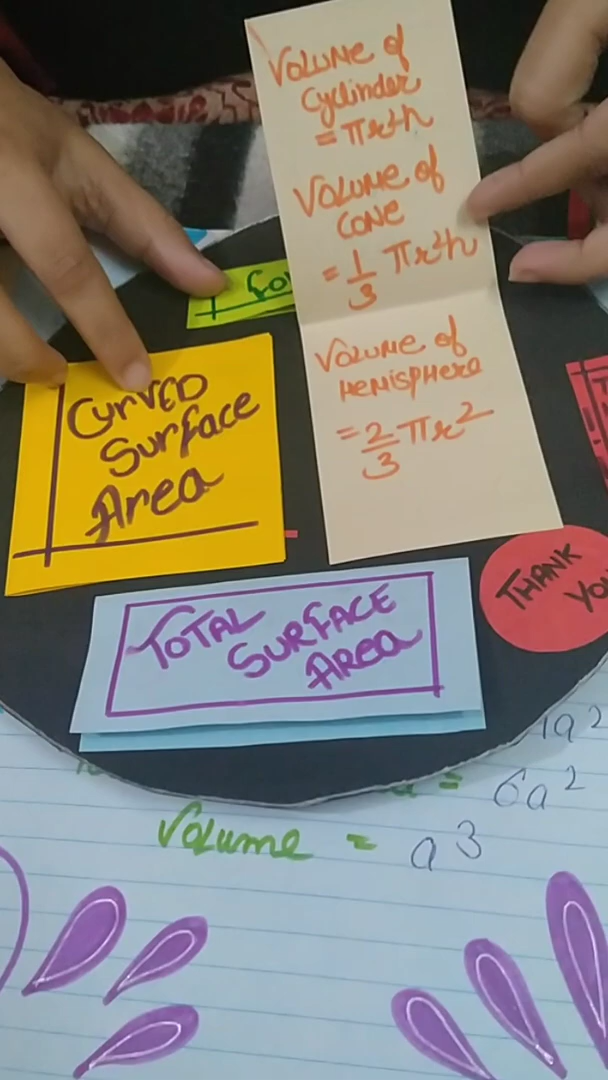 Volume of
Cylinder
= πr²h
Volume of
Cone
= 1/3 πr²h
Volume of
Hemisphere
= 2/3 πr²
Curved
Surface
Area
Total
Surface
Area
Thank
You
6a²
Volume = a³